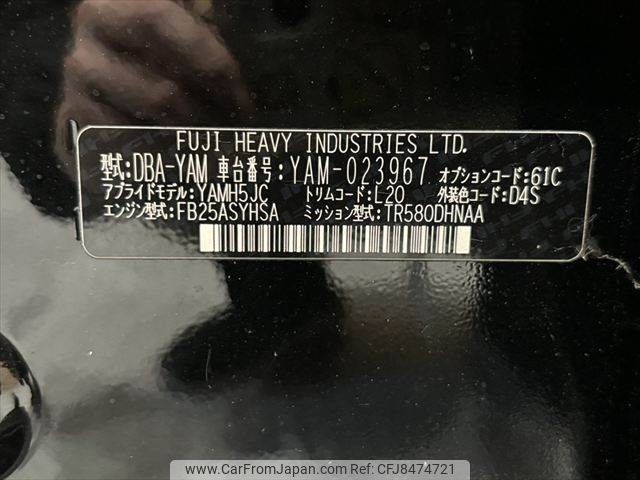 FUJI HEAVY INDUSTRIES LTD.
型式:DBA-YAM 車台番号:YAM-023967 オプションコード:61C
アプライドモデル:YAMH5JC トリムコード:L20 外装色コード:D4S
エンジン型式:FB25ASYHSA ミッション型式:TR580DHNAA
www.CarFromJapan.com [ Ref. CFJ8474721 ]